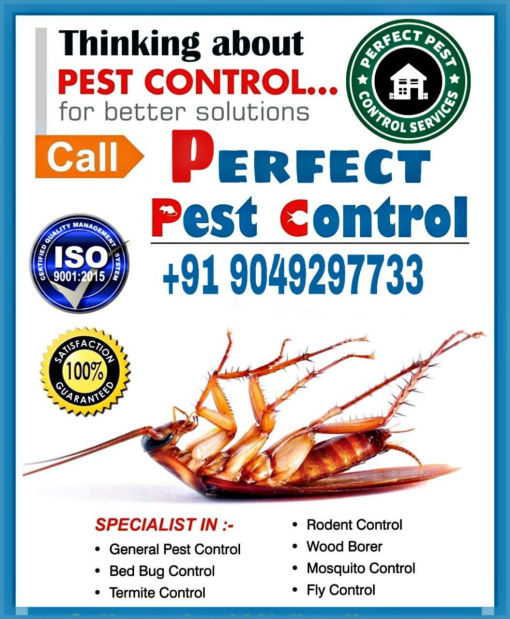 Thinking about
PEST CONTROL...
for better solutions
PERFECT PEST
CONTROL SERVICES
Call
PERFECT
Pest Control
+91 9049297733
CERTIFIED QUALITY MANAGEMENT SYSTEM
ISO
9001:2015
SATISFACTION
100%
GUARANTEED
SPECIALIST IN :-
• General Pest Control
• Bed Bug Control
• Termite Control
• Rodent Control
• Wood Borer
• Mosquito Control
• Fly Control